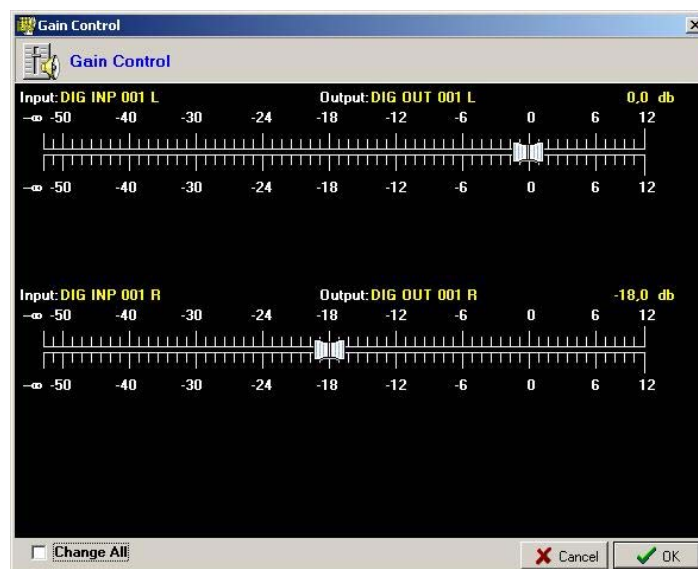 Gain Control
Gain Control
Input: DIG INP 001 L Output: DIG OUT 001 L 0,0 db
-∞ -50 -40 -30 -24 -18 -12 -6 0 6 12
-∞ -50 -40 -30 -24 -18 -12 -6 0 6 12
Input: DIG INP 001 R Output: DIG OUT 001 R -18,0 db
-∞ -50 -40 -30 -24 -18 -12 -6 0 6 12
-∞ -50 -40 -30 -24 -18 -12 -6 0 6 12
Change All Cancel OK